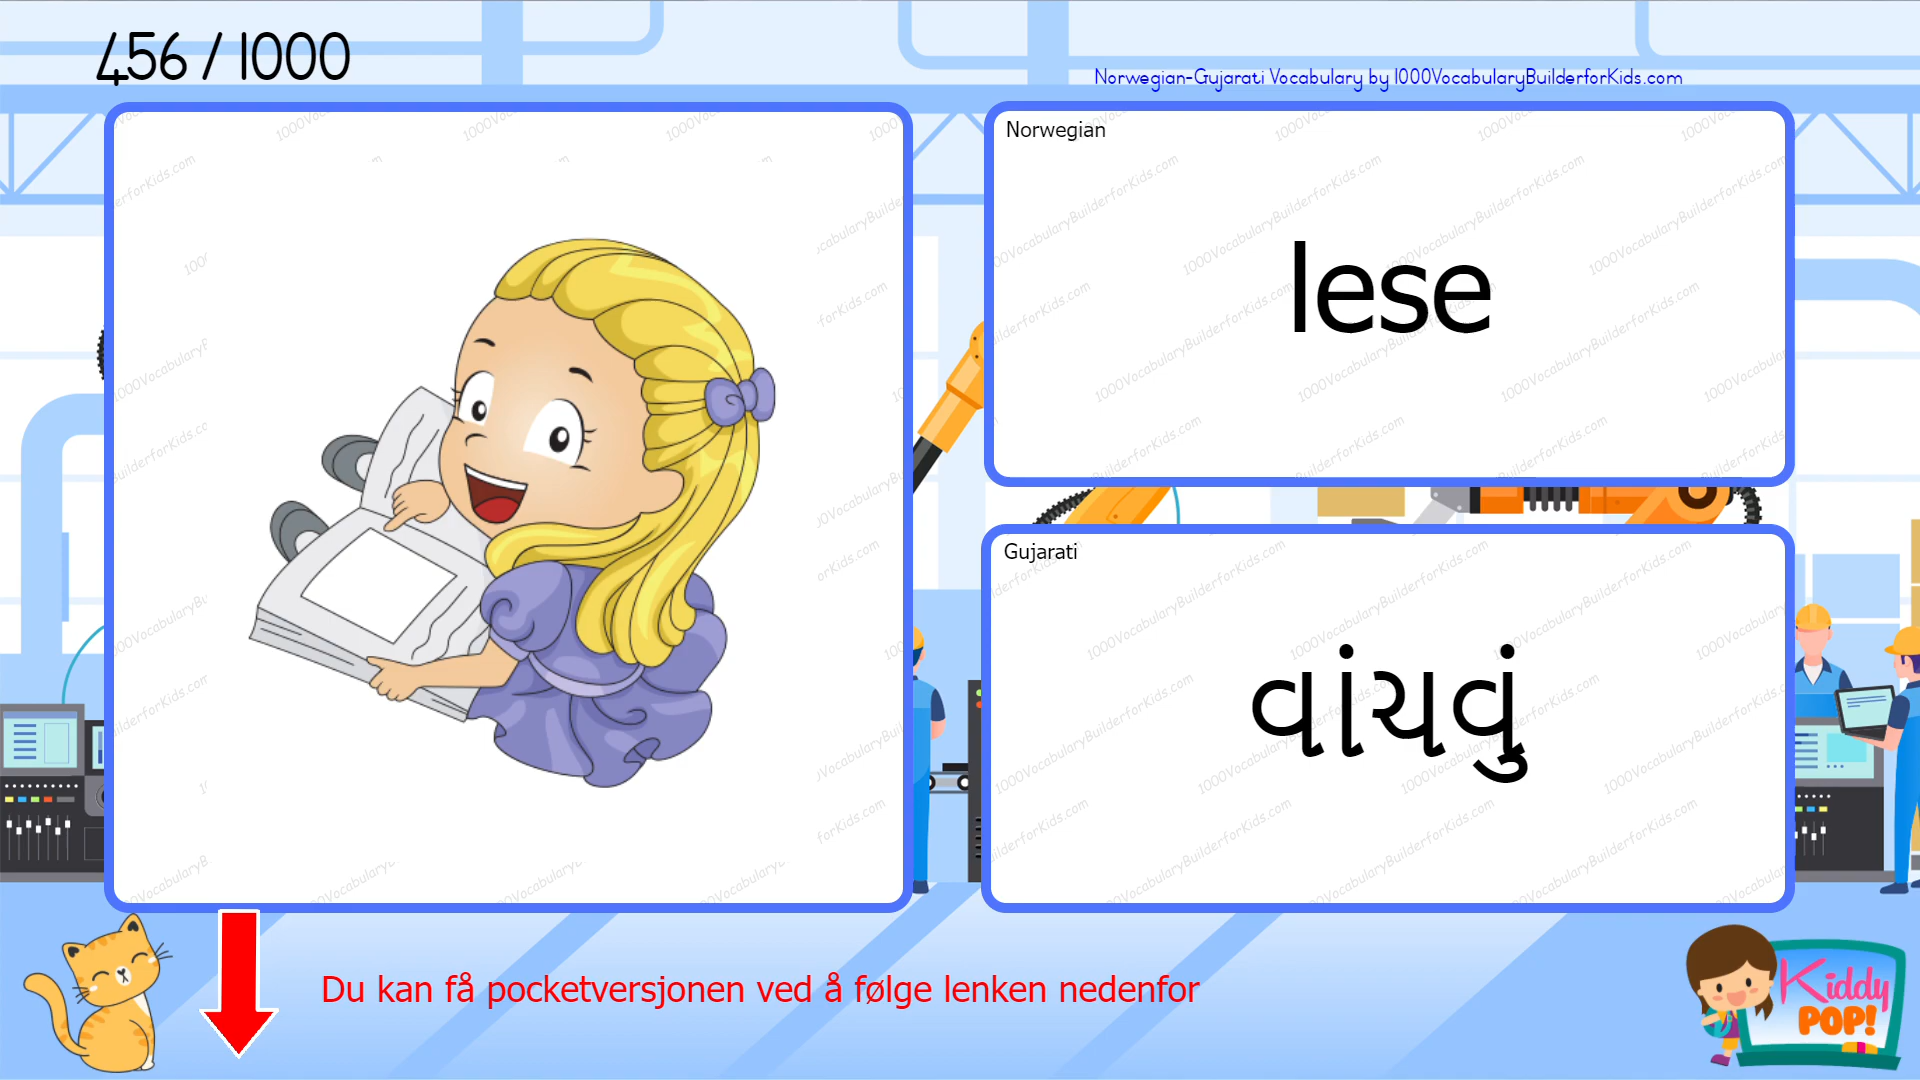 456 / 1000
Norwegian-Gujarati Vocabulary by 1000VocabularyBuilderforKids.com
Norwegian
lese
Gujarati
વાંચવું
Du kan få pocketversjonen ved å følge lenken nedenfor
Kiddy
POP!